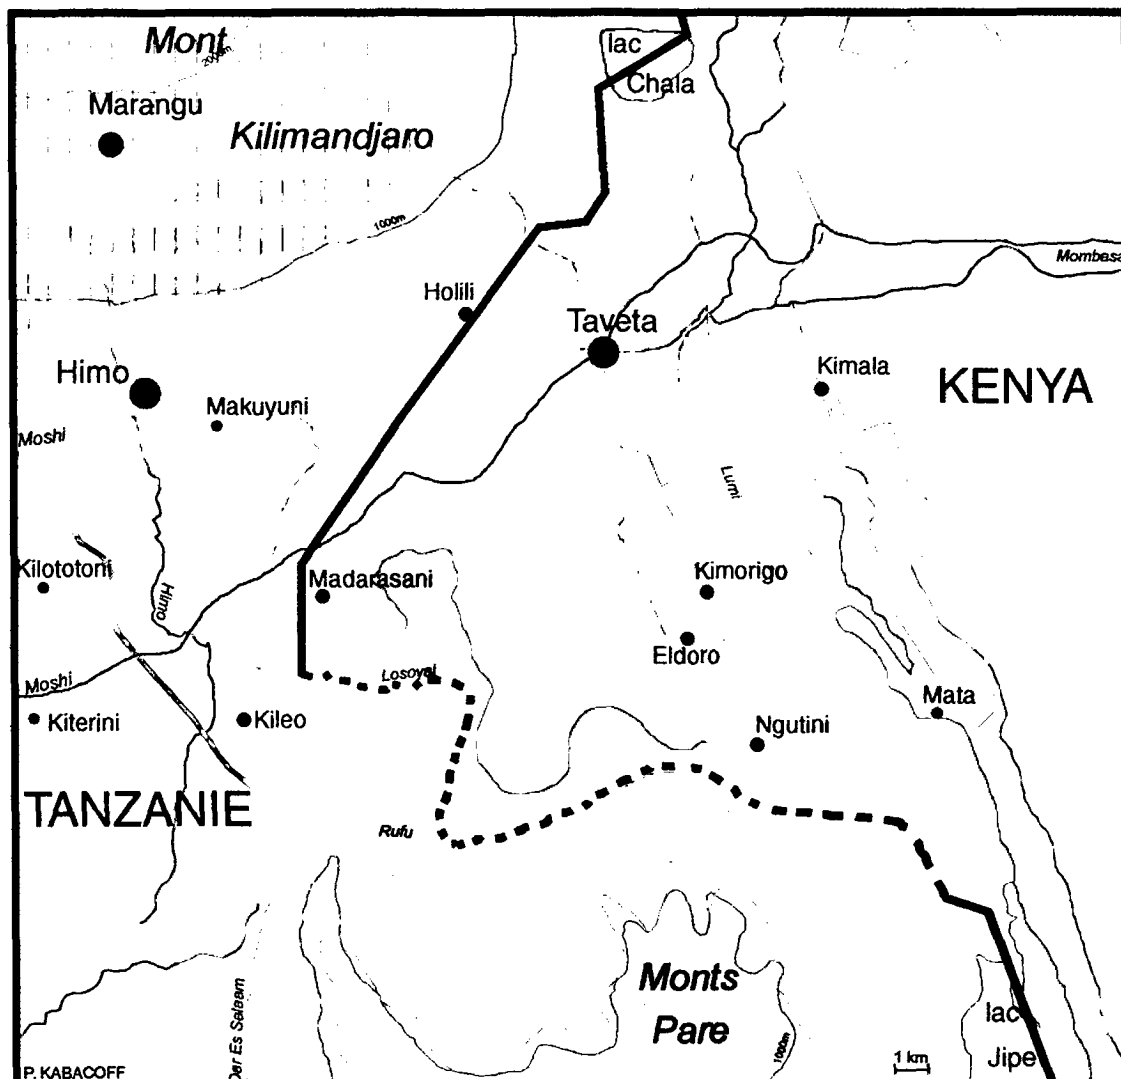 Mont
2000m
lac
Chala
Marangu
Kilimandjaro
1000m
Mombasa
Holili
Taveta
Himo
Kimala
KENYA
Makuyuni
Moshi
Lumi
Kilototoni
Himo
Madarasani
Kimorigo
Eldoro
Losoyai
Moshi
Mata
Kiterini
Kileo
Ngutini
TANZANIE
Rufu
Monts
Pare
1000m
Der Es Salaam
lac
Jipe
1 km
P. KABACOFF